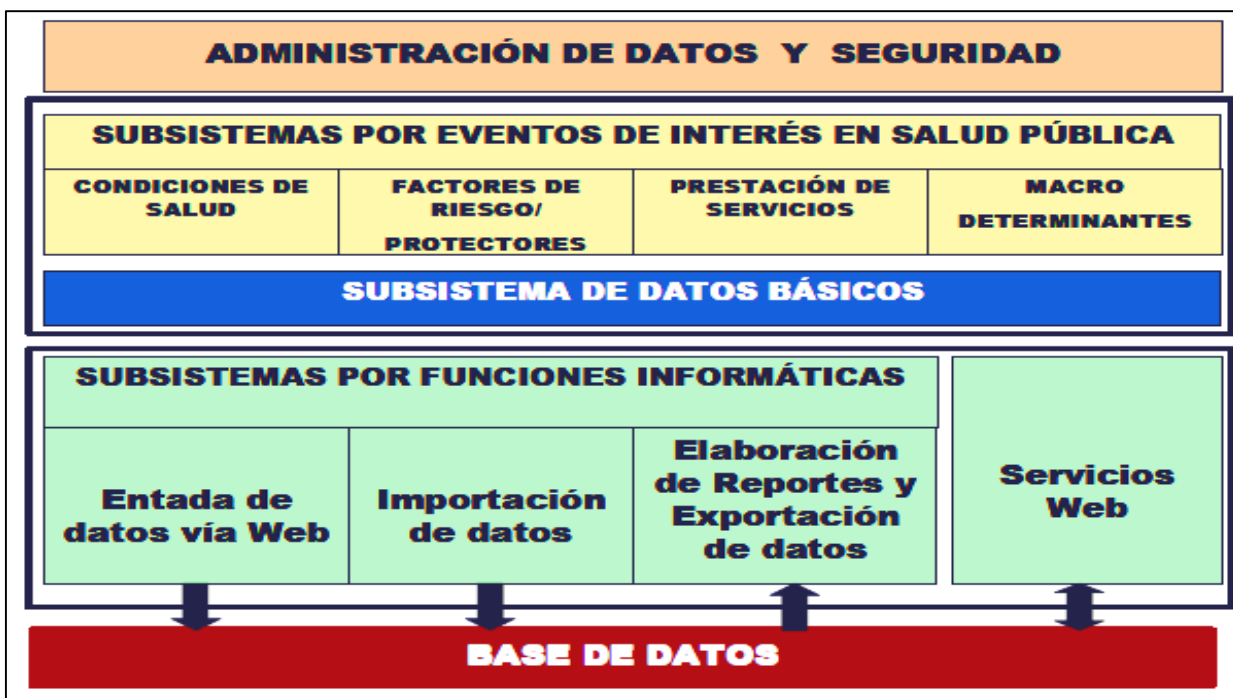 ADMINISTRACIÓN DE DATOS Y SEGURIDAD
SUBSISTEMAS POR EVENTOS DE INTERÉS EN SALUD PÚBLICA
CONDICIONES DE
SALUD
FACTORES DE
RIESGO/
PROTECTORES
PRESTACIÓN DE
SERVICIOS
MACRO
DETERMINANTES
SUBSISTEMA DE DATOS BÁSICOS
SUBSISTEMAS POR FUNCIONES INFORMÁTICAS
Entada de
datos vía Web
Importación
de datos
Elaboración
de Reportes y
Exportación
de datos
Servicios
Web
BASE DE DATOS